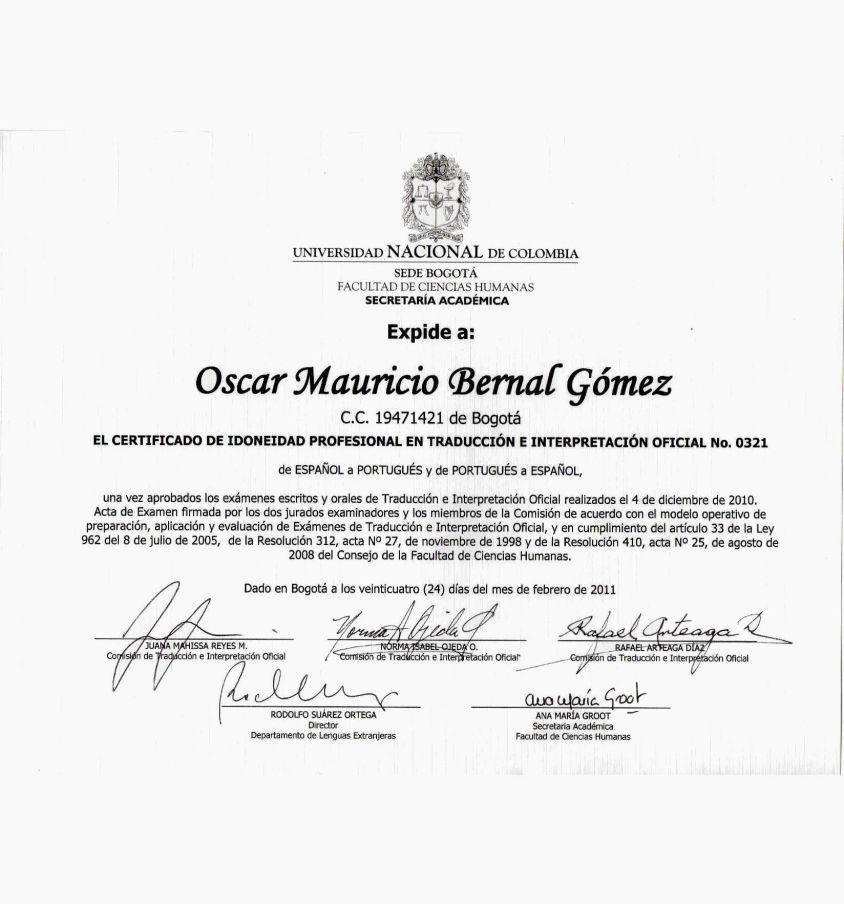 UNIVERSIDAD NACIONAL DE COLOMBIA
SEDE BOGOTÁ
FACULTAD DE CIENCIAS HUMANAS
SECRETARÍA ACADÉMICA
Expide a:
Oscar Mauricio Bernal Gómez
C.C. 19471421 de Bogotá
EL CERTIFICADO DE IDONEIDAD PROFESIONAL EN TRADUCCIÓN E INTERPRETACIÓN OFICIAL No. 0321
de ESPAÑOL a PORTUGUÉS y de PORTUGUÉS a ESPAÑOL,
una vez aprobados los exámenes escritos y orales de Traducción e Interpretación Oficial realizados el 4 de diciembre de 2010.
Acta de Examen firmada por los dos jurados examinadores y los miembros de la Comisión de acuerdo con el modelo operativo de
preparación, aplicación y evaluación de Exámenes de Traducción e Interpretación Oficial, y en cumplimiento del artículo 33 de la Ley
962 del 8 de julio de 2005, de la Resolución 312, acta Nº 27, de noviembre de 1998 y de la Resolución 410, acta Nº 25, de agosto de
2008 del Consejo de la Facultad de Ciencias Humanas.
Dado en Bogotá a los veinticuatro (24) días del mes de febrero de 2011
Norma I Ojeda O
Rafael Arteaga D
JUANA MAHISSA REYES M.
Comisión de Traducción e Interpretación Oficial
NORMA ISABEL OJEDA O.
Comisión de Traducción e Interpretación Oficial
RAFAEL ARTEAGA DÍAZ
Comisión de Traducción e Interpretación Oficial
Ana María Groot
RODOLFO SUÁREZ ORTEGA
Director
Departamento de Lenguas Extranjeras
ANA MARÍA GROOT
Secretaria Académica
Facultad de Ciencias Humanas